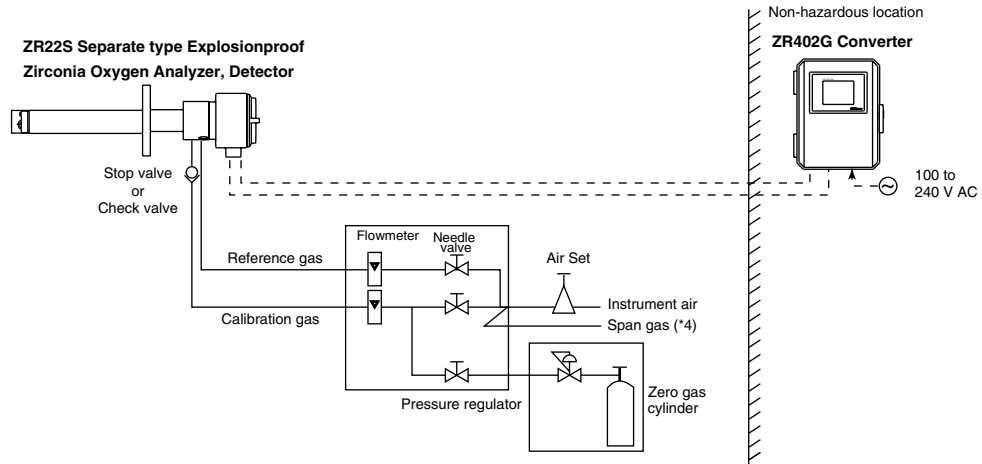 Non-hazardous location
ZR22S Separate type Explosionproof
Zirconia Oxygen Analyzer, Detector
ZR402G Converter
Stop valve
or
Check valve
100 to
240 V AC
Flowmeter
Needle
valve
Reference gas
Air Set
Calibration gas
Instrument air
Span gas (*4)
Pressure regulator
Zero gas
cylinder